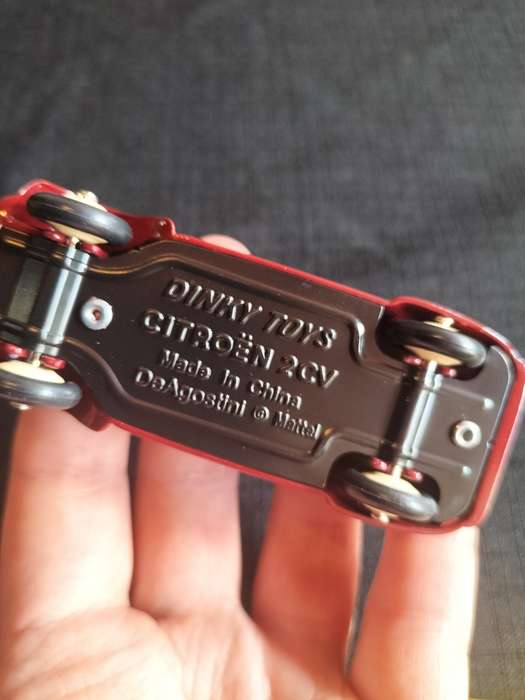 DINKY TOYS
CITROËN 2CV
Made in China
DeAgostini © Mattel